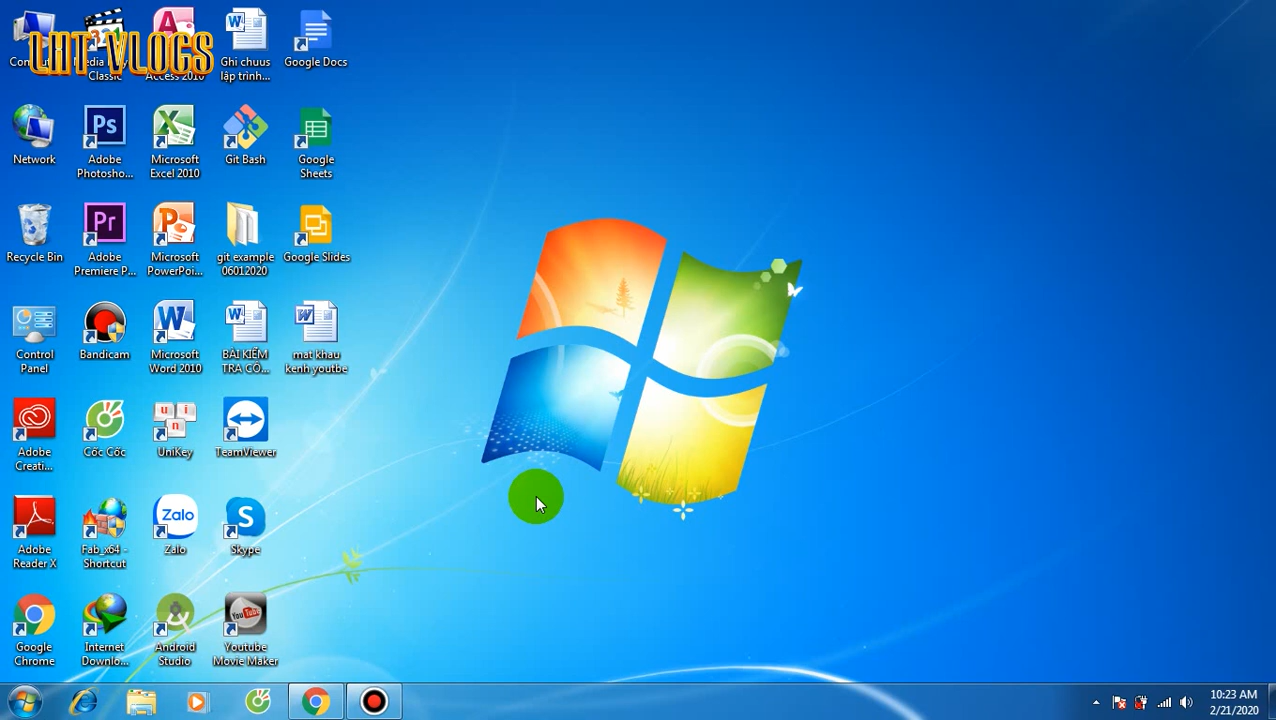 LHT VLOGS
Classic
Access 2010
Ghi chuus
lập trình...
Google Docs
Network
Ps
Adobe
Photosho...
Microsoft
Excel 2010
Git Bash
Google
Sheets
Recycle Bin
Pr
Adobe
Premiere P...
Microsoft
PowerPoi...
git example
06012020
Google Slides
Control
Panel
Bandicam
Microsoft
Word 2010
BÀI KIỂM
TRA CÔ...
mat khau
kenh youtbe
Adobe
Creati...
Cốc Cốc
UniKey
TeamViewer
Adobe
Reader X
Fab_x64 -
Shortcut
Zalo
Zalo
Skype
Google
Chrome
Internet
Downlo...
Android
Studio
YouTube
Youtube
Movie Maker
10:23 AM
2/21/2020